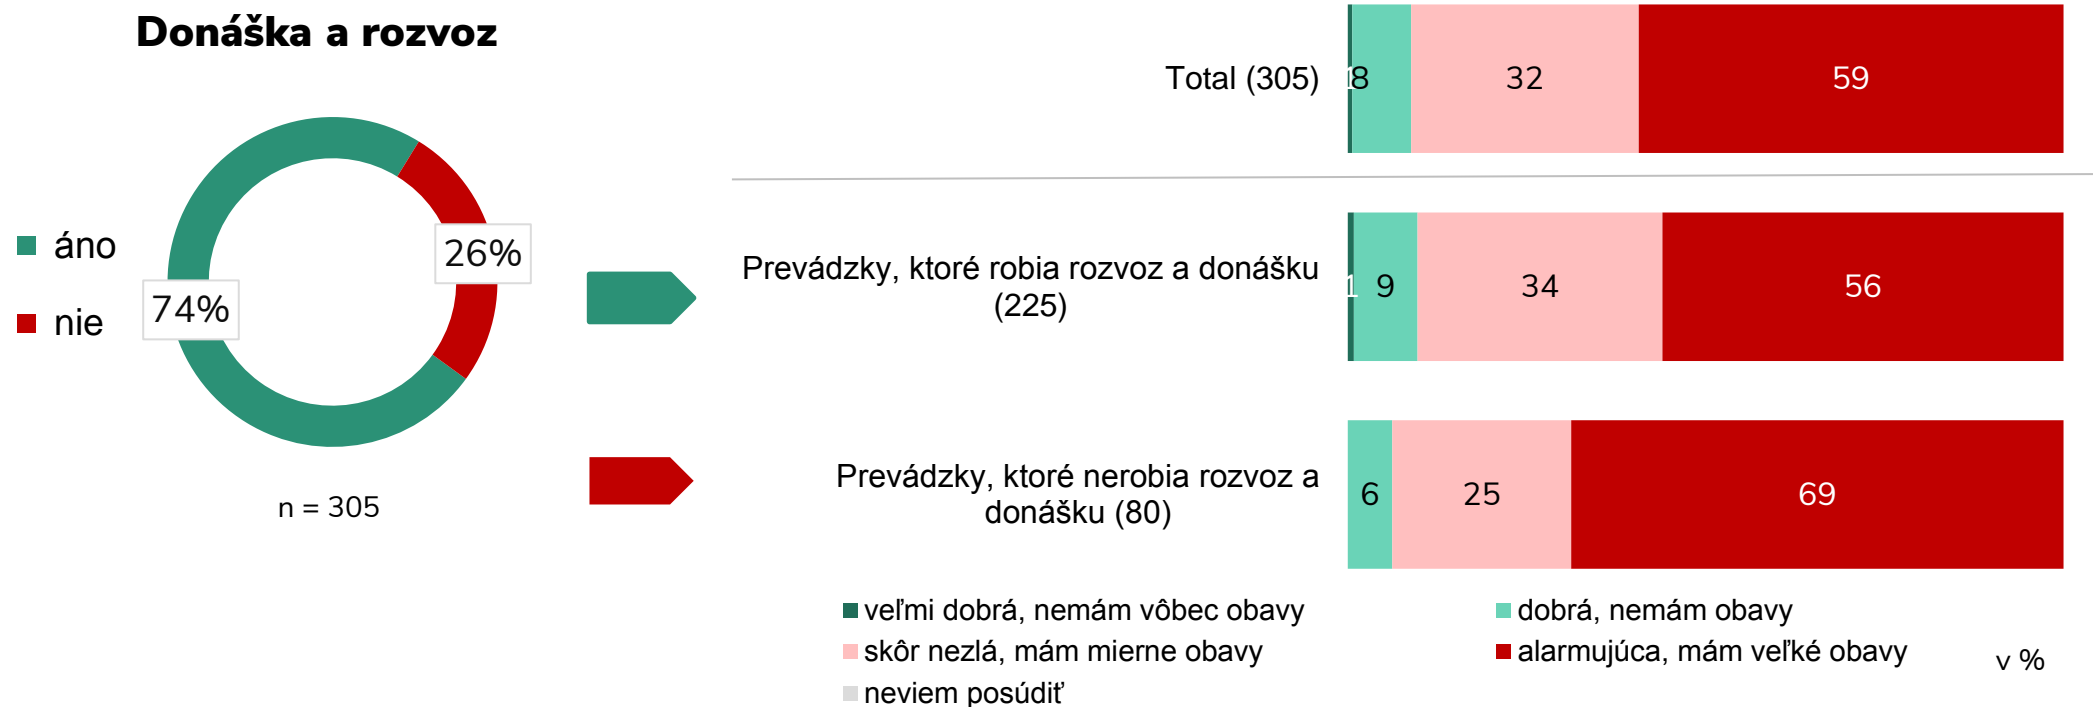 Donáška a rozvoz
áno
nie
74%
26%
n = 305
Total (305)
1 8 32 59
Prevádzky, ktoré robia rozvoz a donášku
(225)
1 9 34 56
Prevádzky, ktoré nerobia rozvoz a
donášku (80)
6 25 69
veľmi dobrá, nemám vôbec obavy
dobrá, nemám obavy
skôr nezlá, mám mierne obavy
alarmujúca, mám veľké obavy
neviem posúdiť
v %